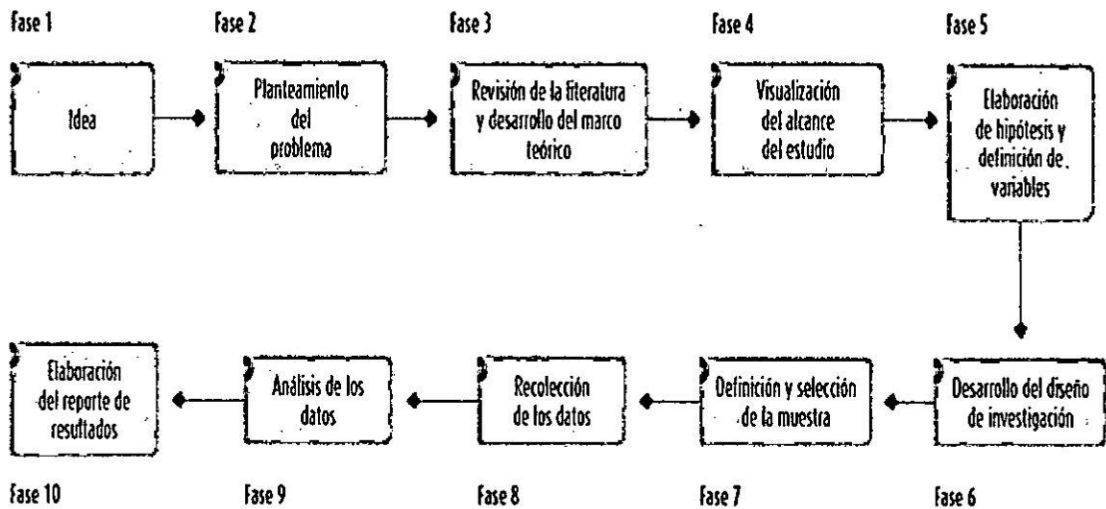 Fase 1
Fase 2
Fase 3
Fase 4
Fase 5
Idea
Planteamiento
del
problema
Revisión de la literatura
y desarrollo del marco
teórico
Visualización
del alcance
del estudio
Elaboración
de hipótesis y
definición de
variables
Desarrollo del diseño
de investigación
Definición y selección
de la muestra
Recolección
de los datos
Análisis de los
datos
Elaboración
del reporte de
resultados
Fase 10
Fase 9
Fase 8
Fase 7
Fase 6